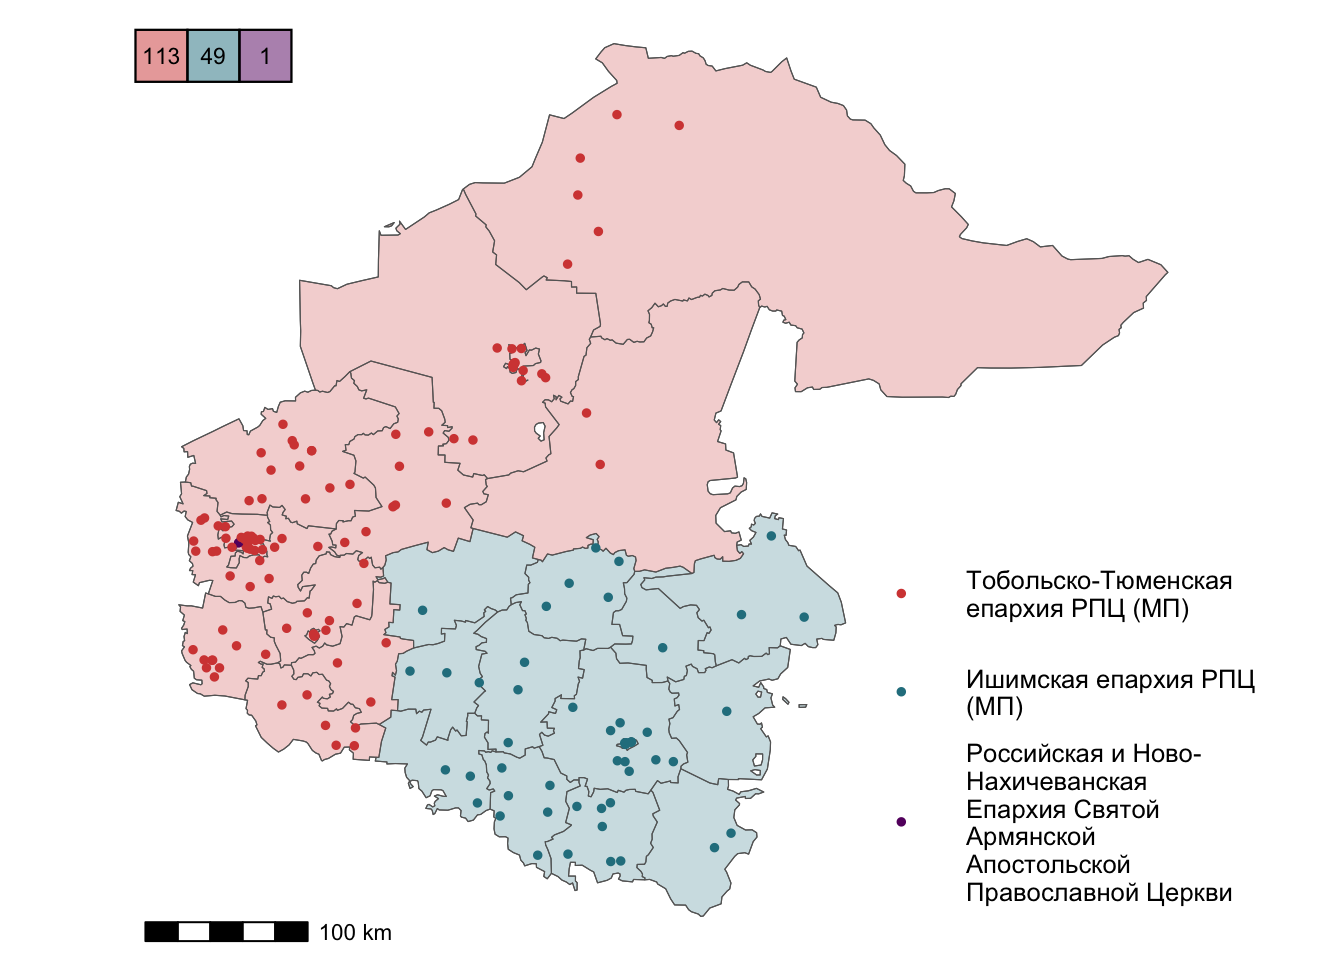 113 49 1
Тобольско-Тюменская
епархия РПЦ (МП)
Ишимская епархия РПЦ
(МП)
Российская и Ново-
Нахичеванская
Епархия Святой
Армянской
Апостольской
Православной Церкви
100 km